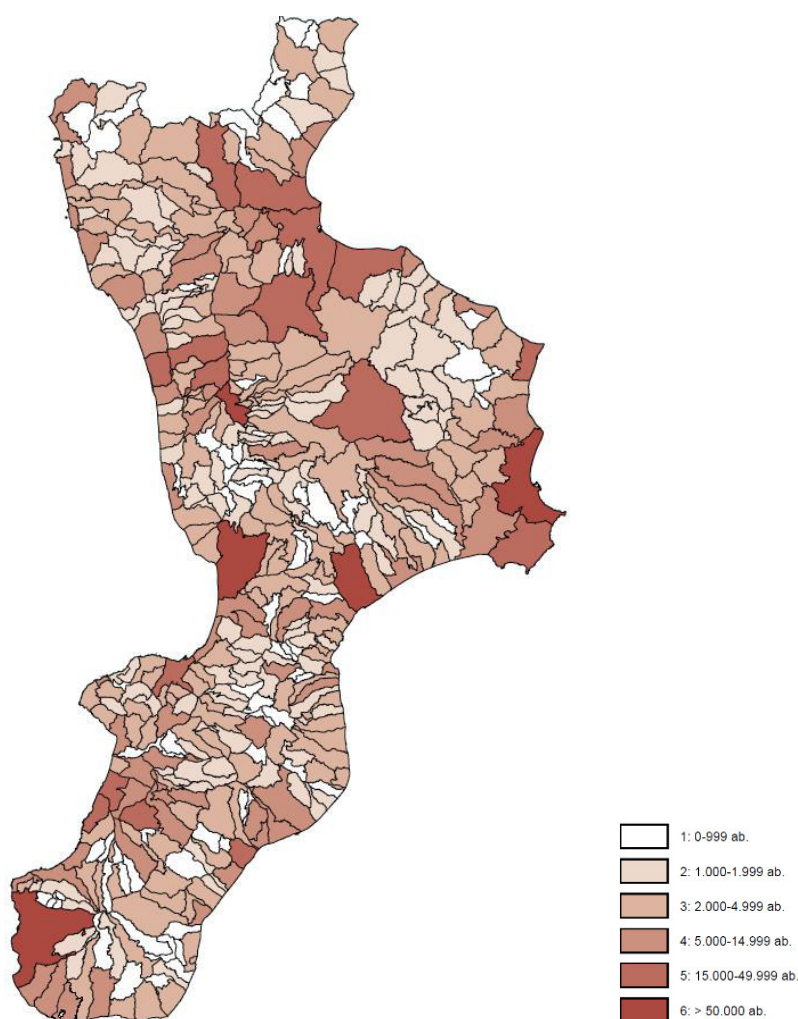 1: 0-999 ab.
2: 1.000-1.999 ab.
3: 2.000-4.999 ab.
4: 5.000-14.999 ab.
5: 15.000-49.999 ab.
6: > 50.000 ab.